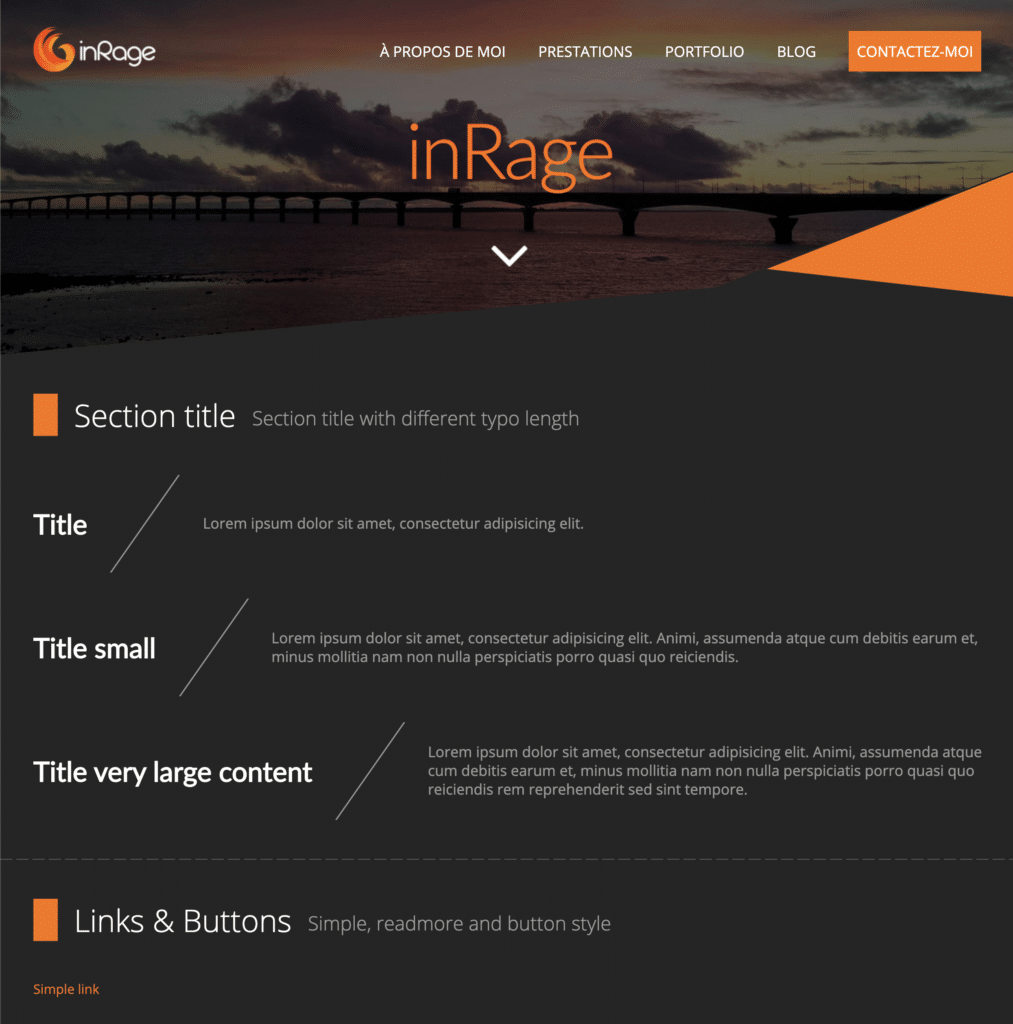 inRage
À PROPOS DE MOI
PRESTATIONS
PORTFOLIO
BLOG
CONTACTEZ-MOI
inRage
Section title
Section title with different typo length
Title
Lorem ipsum dolor sit amet, consectetur adipisicing elit.
Title small
Lorem ipsum dolor sit amet, consectetur adipisicing elit. Animi, assumenda atque cum debitis earum et,
minus mollitia nam non nulla perspiciatis porro quasi quo reiciendis.
Title very large content
Lorem ipsum dolor sit amet, consectetur adipisicing elit. Animi, assumenda atque
cum debitis earum et, minus mollitia nam non nulla perspiciatis porro quasi quo
reiciendis rem reprehenderit sed sint tempore.
Links & Buttons
Simple, readmore and button style
Simple link